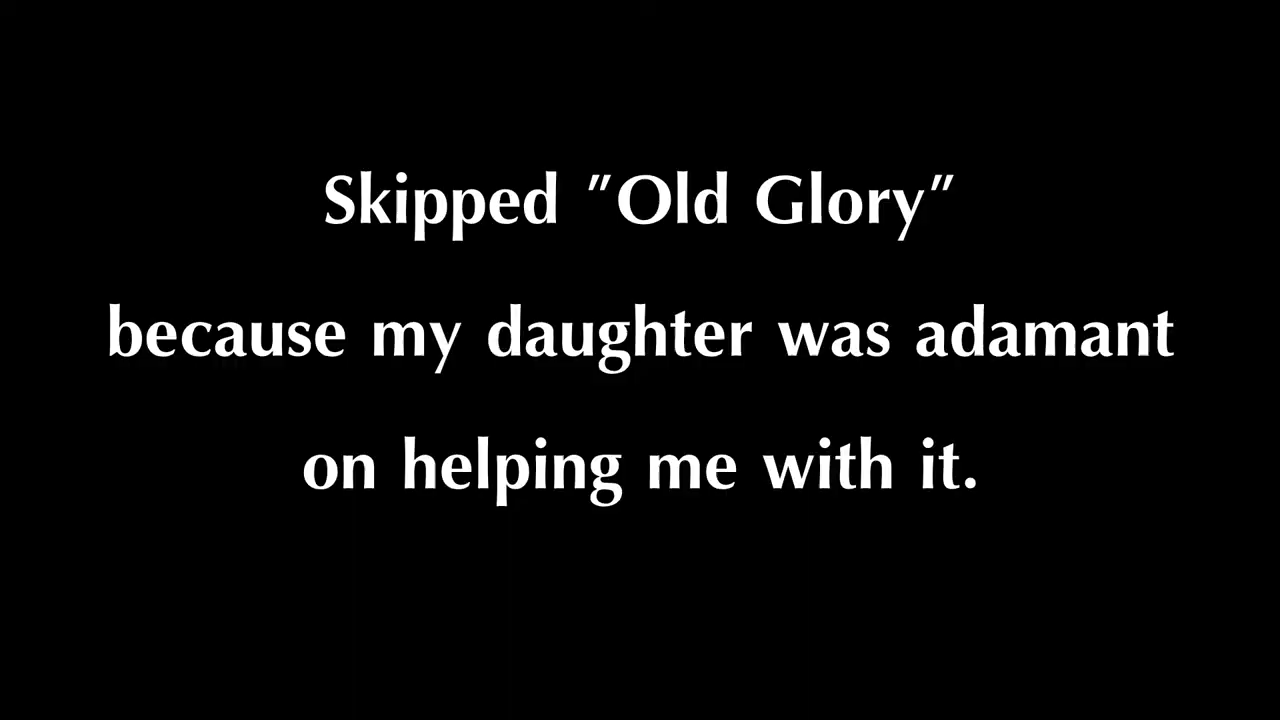 Skipped "Old Glory"
because my daughter was adamant
on helping me with it.